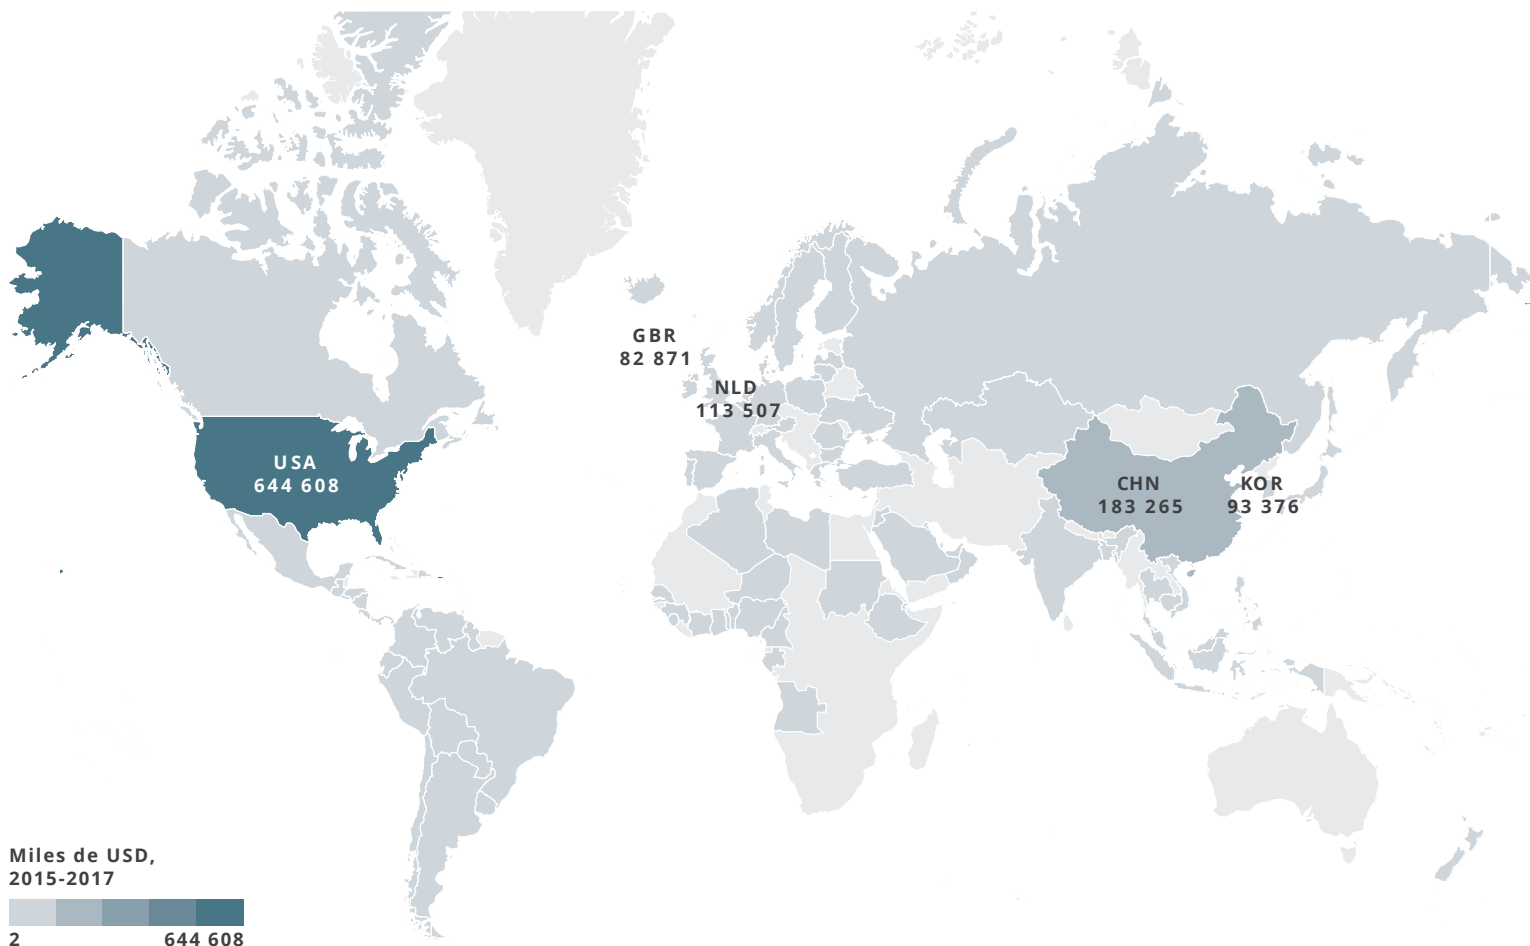 GBR
82 871
NLD
113 507
USA
644 608
CHN
183 265
KOR
93 376
Miles de USD,
2015-2017
2
644 608